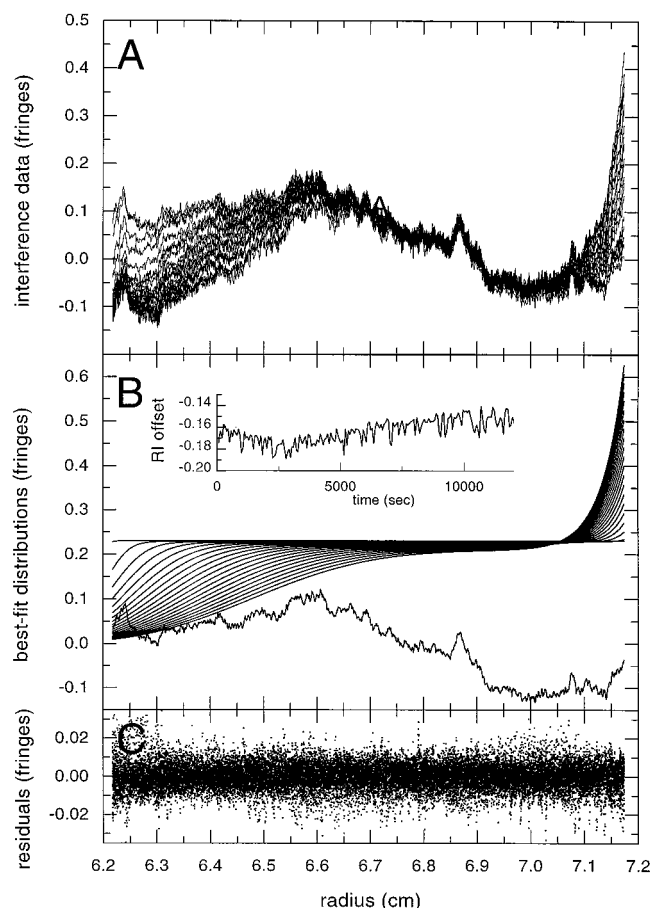 A
interference data (fringes)
0.5
0.4
0.3
0.2
0.1
0.0
-0.1
A
B
best-fit distributions (fringes)
0.6
0.5
0.4
0.3
0.2
0.1
0.0
-0.1
RI offset
-0.14
-0.16
-0.18
-0.20
0 5000 10000
time (sec)
C
residuals (fringes)
0.02
0.00
-0.02
6.2 6.3 6.4 6.5 6.6 6.7 6.8 6.9 7.0 7.1 7.2
radius (cm)